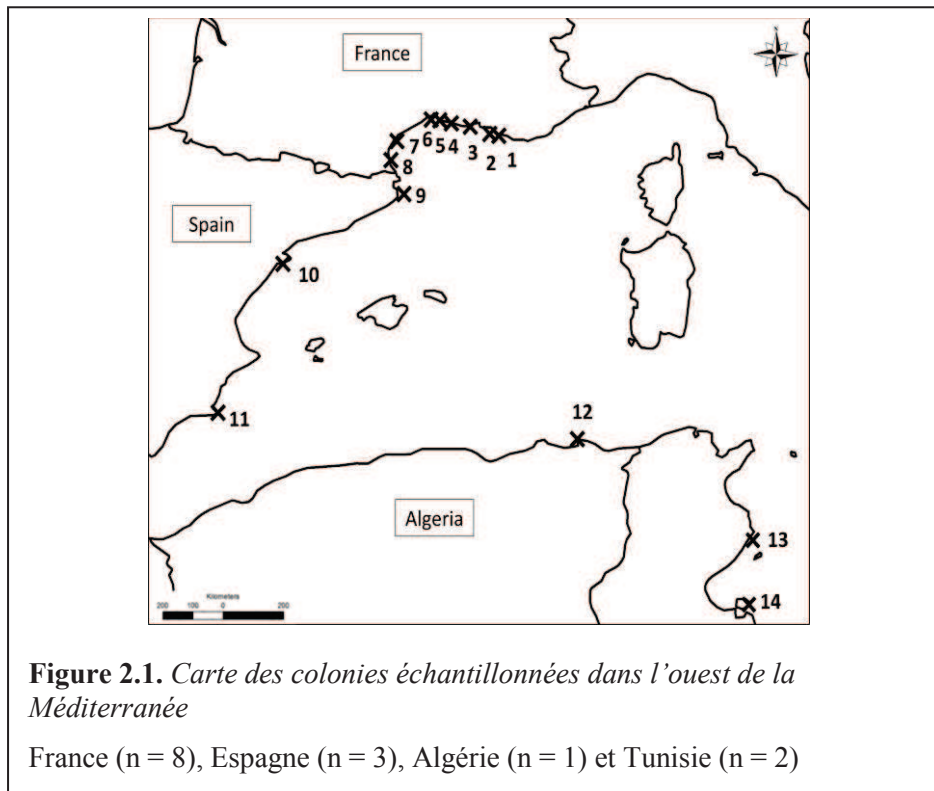 France
6 5 4 3 2 1
7
8
9
Spain
10
12
11
Algeria
13
14
Kilometers
200 100 0 200
Figure 2.1. Carte des colonies échantillonnées dans l’ouest de la
Méditerranée
France (n = 8), Espagne (n = 3), Algérie (n = 1) et Tunisie (n = 2)